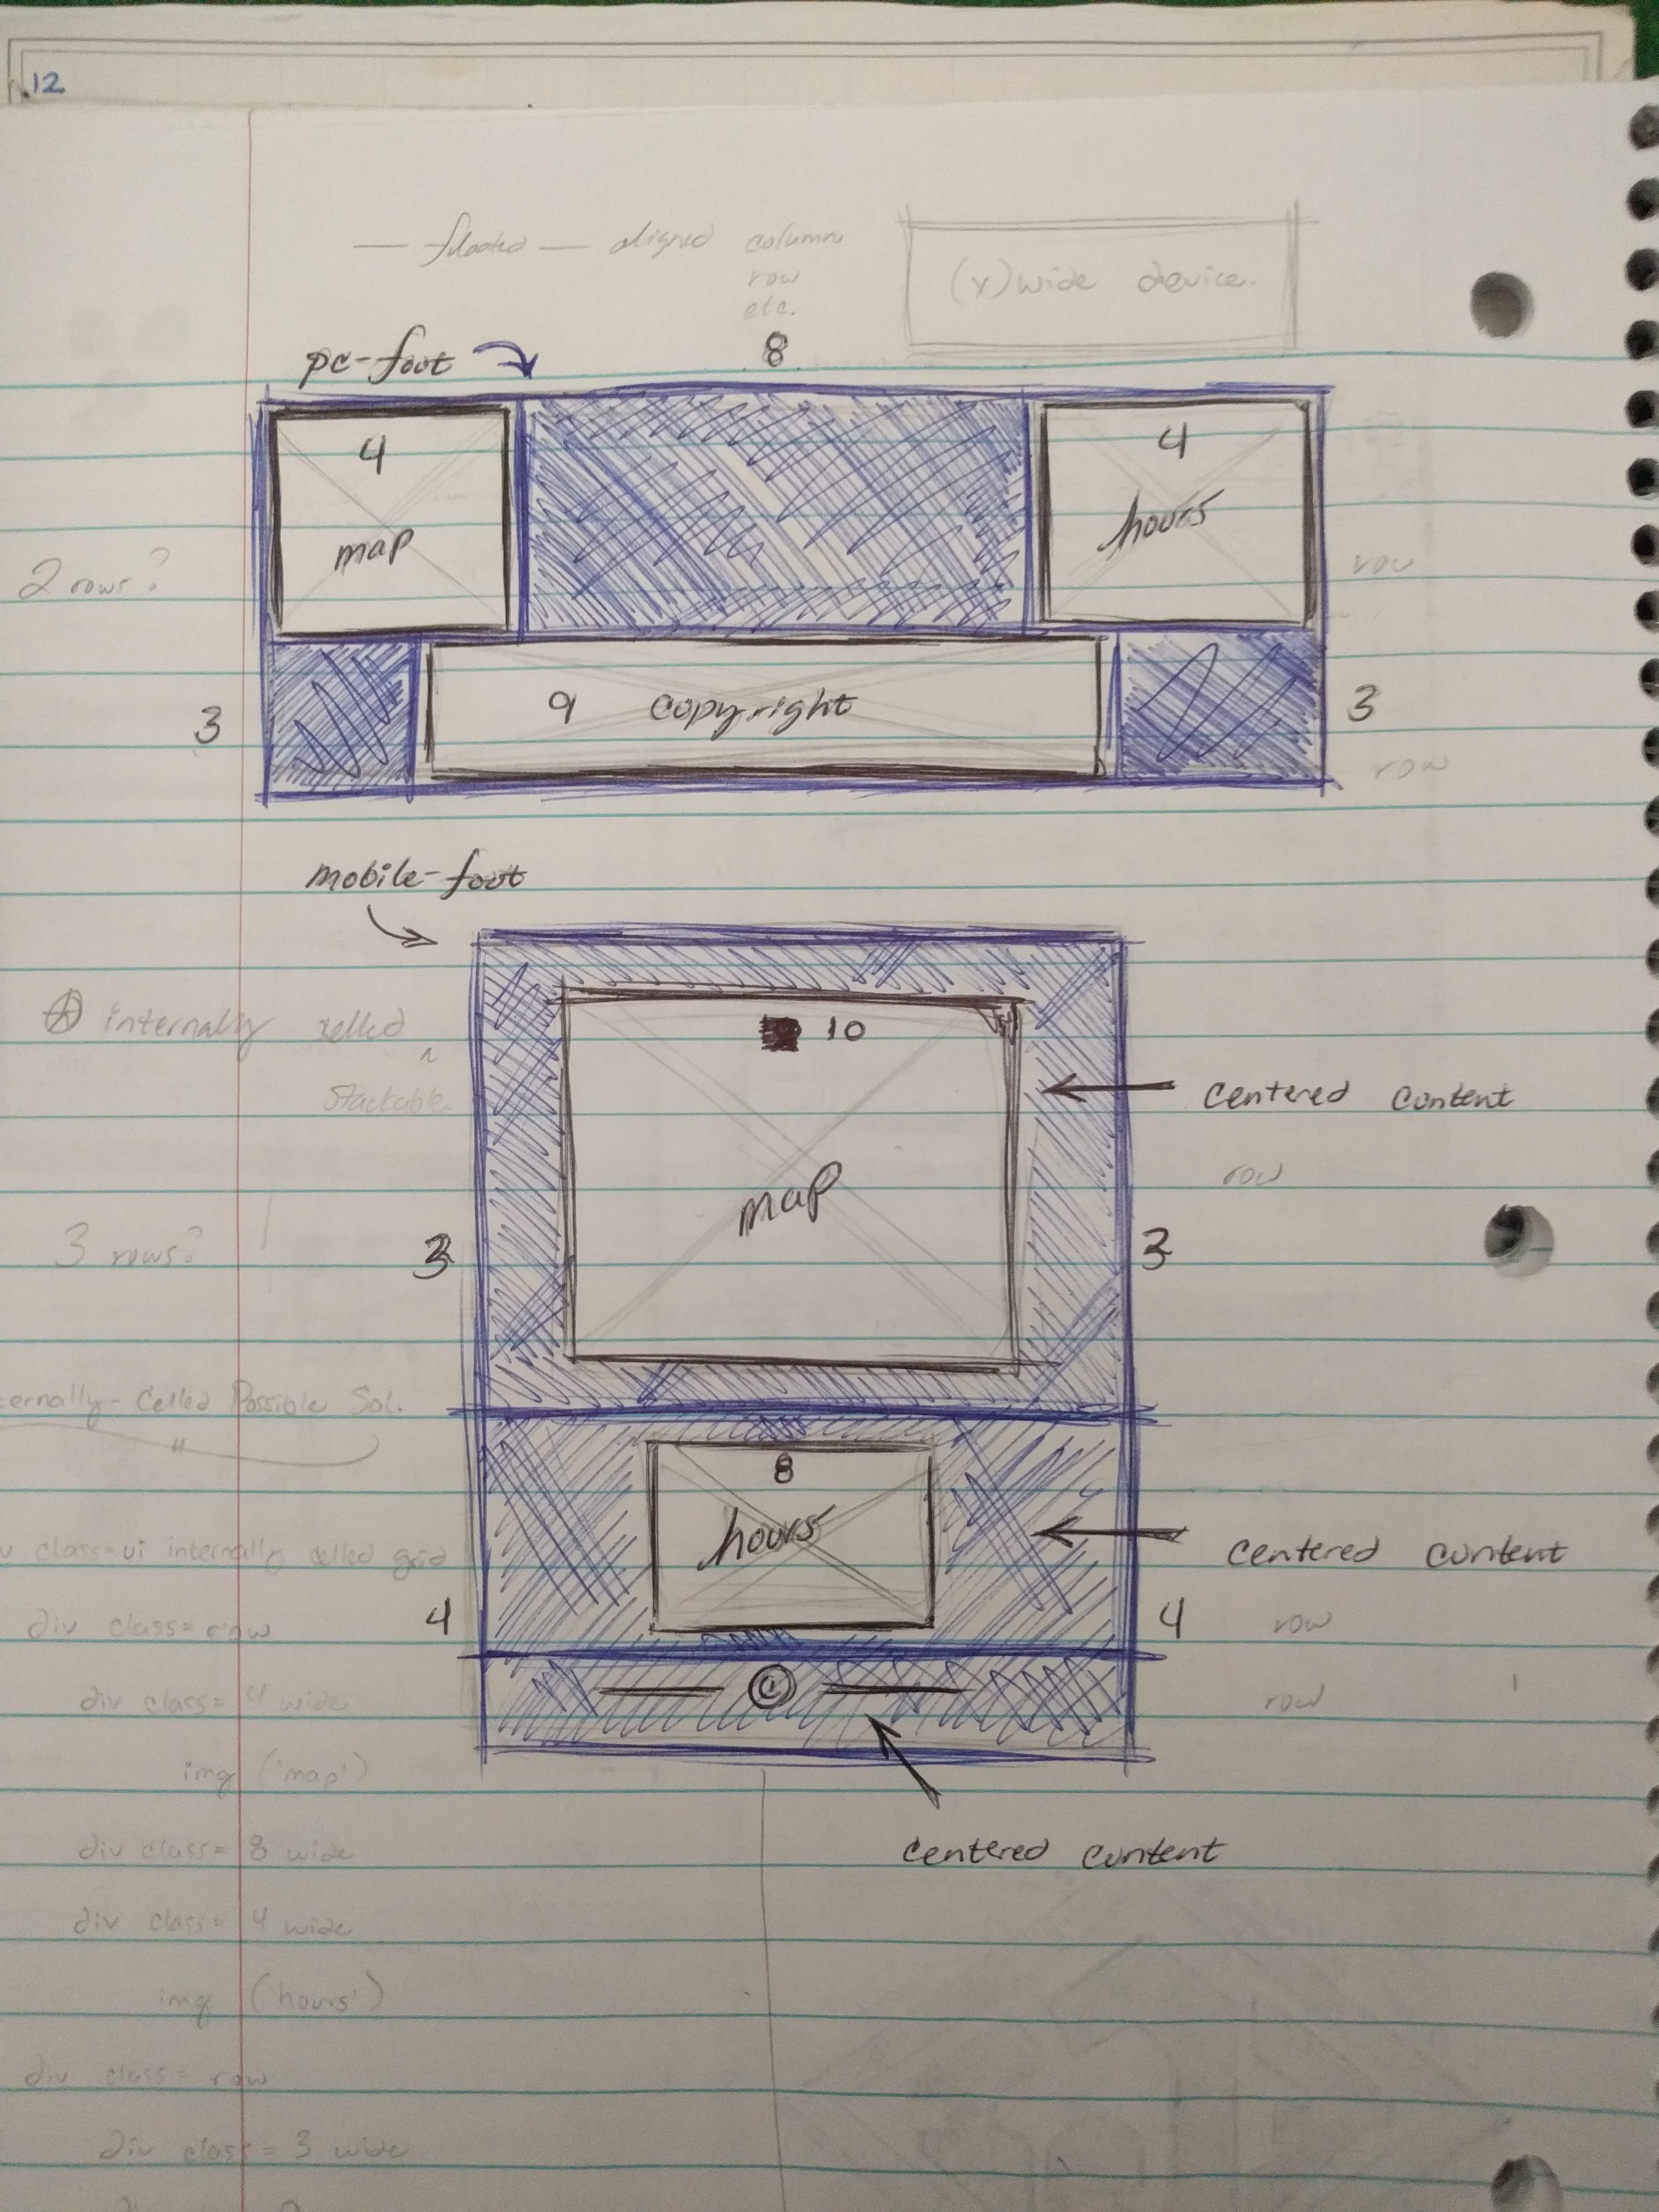 12
— floated — aligned column
row
etc.
(x) wide device.
pc-foot
8
4
map
4
hours
2 rows?
row
3
9 copyright
3
row
mobile-foot
internally celled
^
Stackable.
10
centered content
map
row
3
3
3 rows?
ternally-Celled Possible Sol.
"
8
hours
centered content
v class=ui internally celled grid
4
4
row
div class=row
©
row
div class= 4 wide
img ('map')
centered content
div class= 8 wide
div class= 4 wide
img ('hours')
div class= row
div class= 3 wide